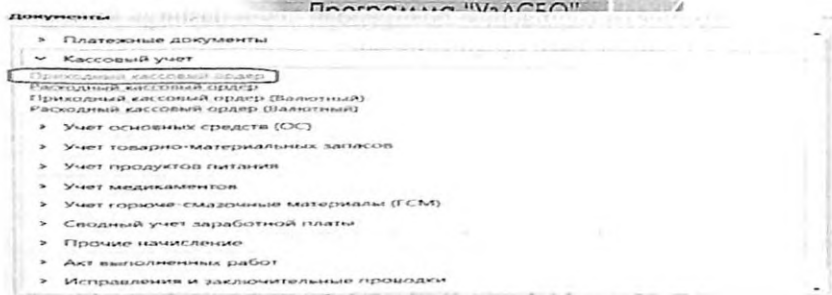 Программа "УзАСБО"
Документы
> Платежные документы
Кассовый учет
Приходный кассовый ордер
Расходный кассовый ордер
Приходный кассовый ордер (Валютный)
Расходный кассовый ордер (Валютный)
> Учет основных средств (ОС)
> Учет товарно-материальных запасов
> Учет продуктов питания
> Учет медикаментов
> Учет горюче-смазочные материалы (ГСМ)
> Сводный учет заработной платы
> Прочие начисление
> Акт выполненных работ
> Исправления и заключительные проводки